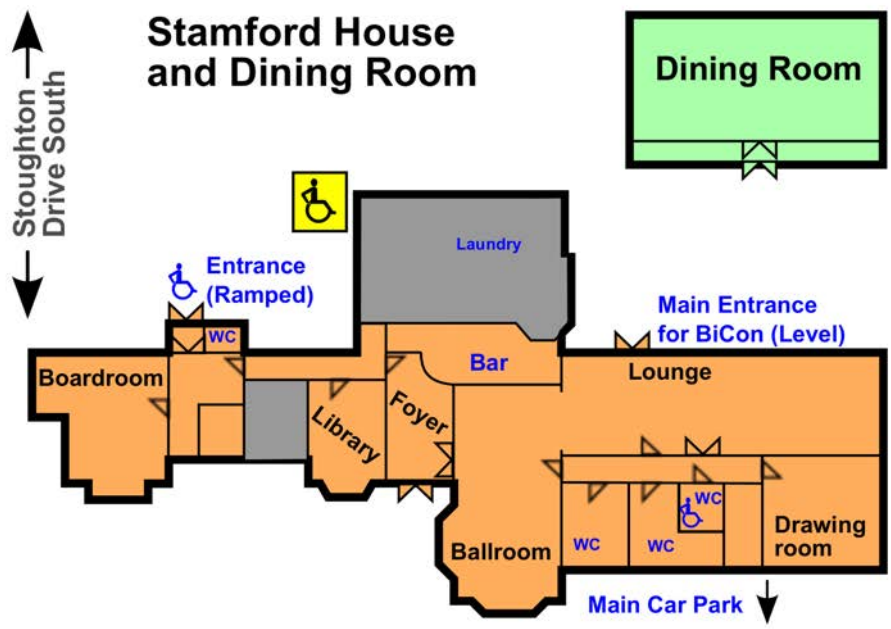 Stamford House
and Dining Room
Dining Room
Stoughton
Drive South
Laundry
Entrance
(Ramped)
WC
Main Entrance
for BiCon (Level)
Boardroom
Bar
Lounge
Library
Foyer
WC
Ballroom
WC
WC
Drawing
room
Main Car Park